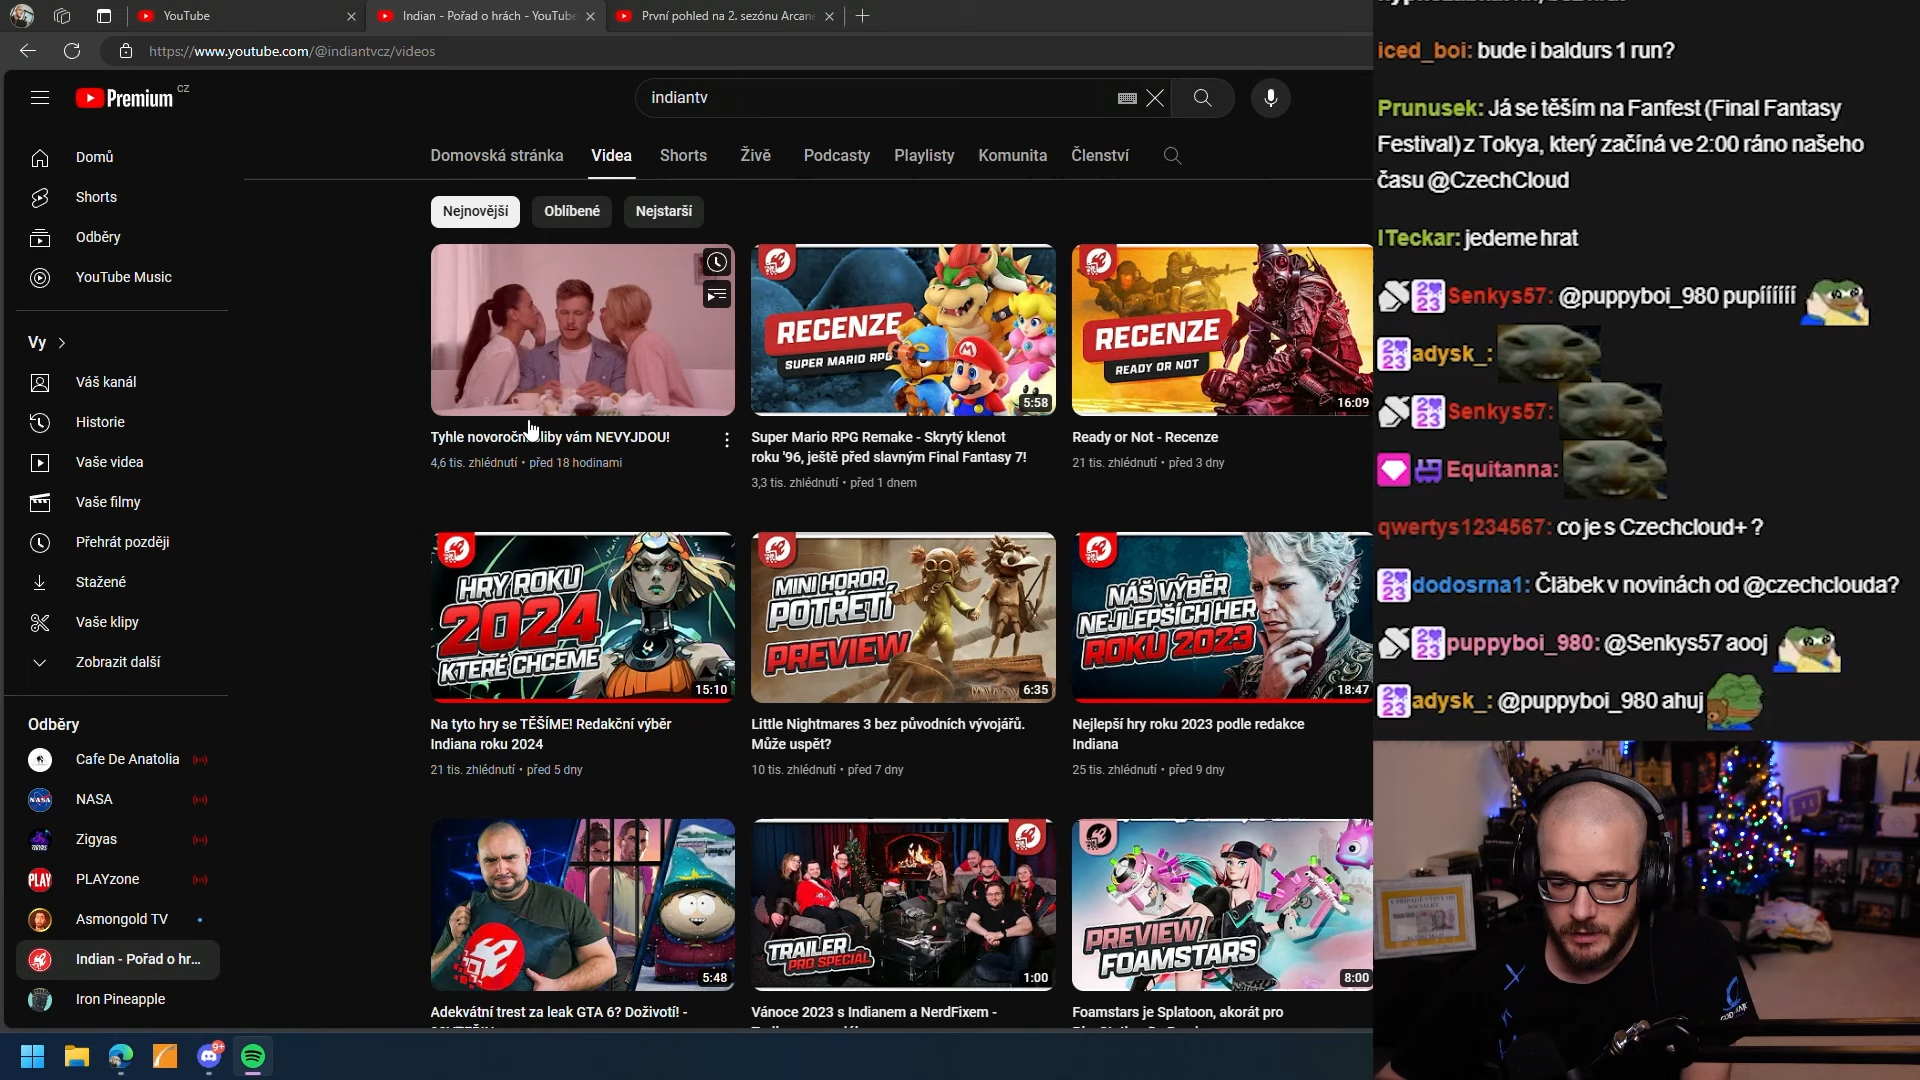 YouTube
Indian - Pořad o hrách - YouTube
První pohled na 2. sezónu Arcane
https://www.youtube.com/@indiantvcz/videos
Premium CZ
indiantv
Domů
Shorts
Odběry
YouTube Music
Vy
Váš kanál
Historie
Vaše videa
Vaše filmy
Přehrát později
Stažené
Vaše klipy
Zobrazit další
Odběry
Cafe De Anatolia
NASA
Zigyas
PLAYzone
Asmongold TV
Indian - Pořad o hr...
Iron Pineapple
Domovská stránka Videa Shorts Živě Podcasty Playlisty Komunita Členství
Nejnovější Oblíbené Nejstarší
RECENZE
SUPER MARIO RPG
5:58
RECENZE
READY OR NOT
16:09
4,6 tis. zhlédnutí • před 18 hodinami
Super Mario RPG Remake - Skrytý klenot
roku '96, ještě před slavným Final Fantasy 7!
3,3 tis. zhlédnutí • před 1 dnem
Ready or Not - Recenze
21 tis. zhlédnutí • před 3 dny
HRY ROKU
2024
KTERÉ CHCEME
15:10
MINI HOROR
POTŘETÍ
PREVIEW
6:35
NÁŠ VÝBĚR
NEJLEPŠÍCH HER
ROKU 2023
18:47
Na tyto hry se TĚŠÍME! Redakční výběr
Indiana roku 2024
21 tis. zhlédnutí • před 5 dny
Little Nightmares 3 bez původních vývojářů.
Může uspět?
10 tis. zhlédnutí • před 7 dny
Nejlepší hry roku 2023 podle redakce
Indiana
25 tis. zhlédnutí • před 9 dny
5:48
TRAILER
PRO SPECIAL
1:00
PREVIEW
FOAMSTARS
8:00
Adekvátní trest za leak GTA 6? Doživotí! -
Vánoce 2023 s Indianem a NerdFixem -
Foamstars je Splatoon, akorát pro
iced_boi: bude i baldurs 1 run?
Prunusek: Já se těším na Fanfest (Final Fantasy
Festival) z Tokya, který začíná ve 2:00 ráno našeho
času @CzechCloud
ITeckar: jedeme hrat
Senkys57: @puppyboi_980 pupíííííí
adysk_:
Senkys57:
Equitanna:
qwertys1234567: co je s Czechcloud+ ?
dodosrna1: Člābek v novinách od @czechclouda?
puppyboi_980: @Senkys57 aooj
adysk_: @puppyboi_980 ahuj